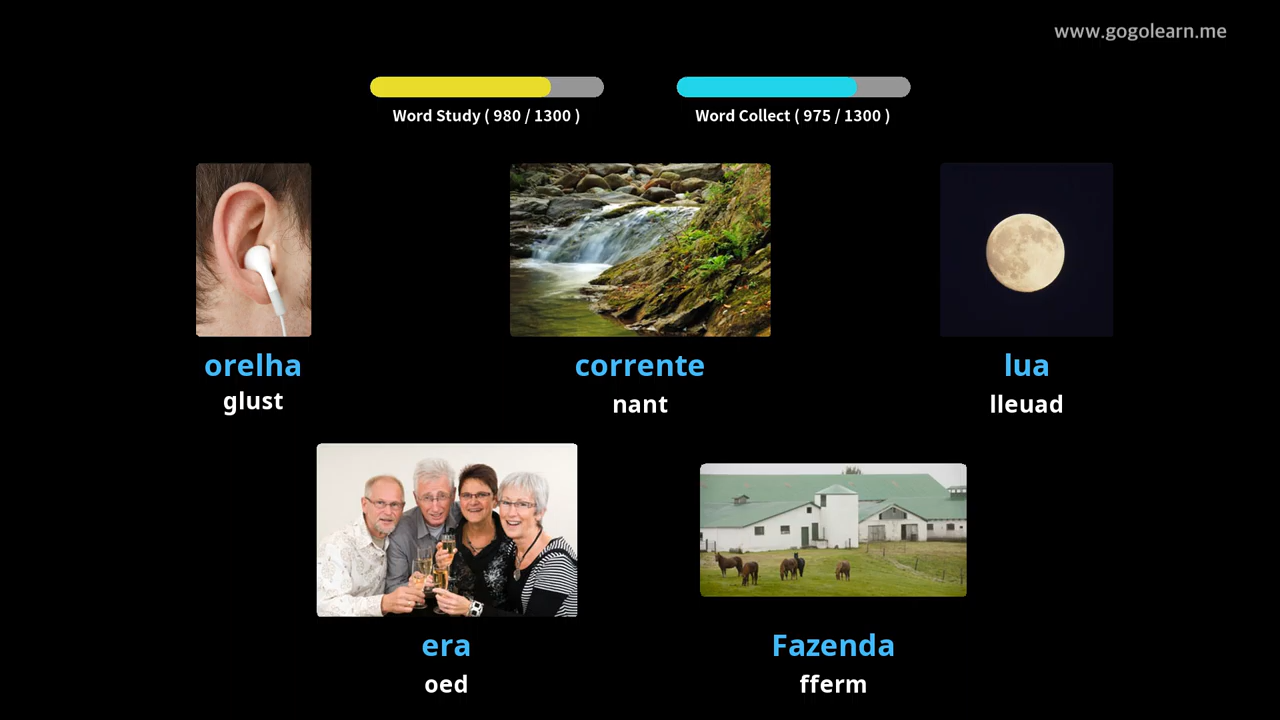 www.gogolearn.me
Word Study ( 980 / 1300 )
Word Collect ( 975 / 1300 )
orelha
glust
corrente
nant
lua
lleuad
era
oed
Fazenda
fferm